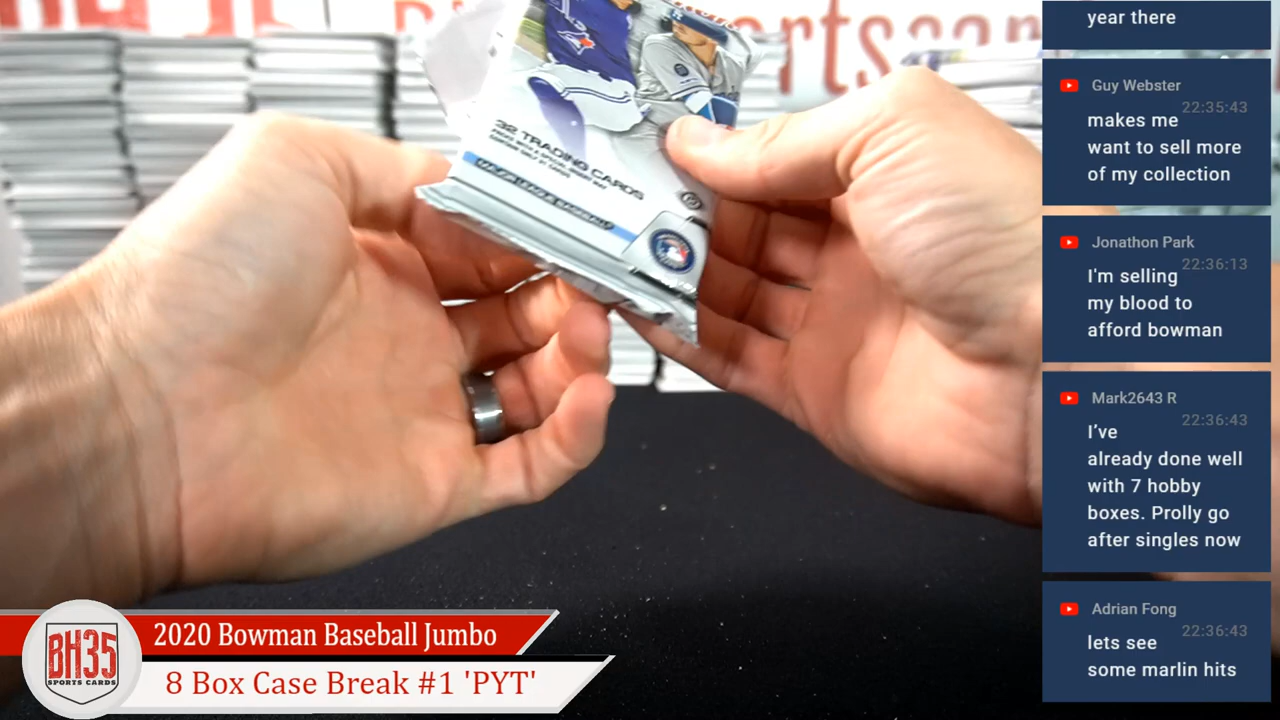 year there
Guy Webster
22:35:43
makes me
want to sell more
of my collection
Jonathon Park
22:36:13
I'm selling
my blood to
afford bowman
Mark2643 R
22:36:43
I’ve
already done well
with 7 hobby
boxes. Prolly go
after singles now
Adrian Fong
22:36:43
lets see
some marlin hits
32 TRADING CARDS
BH35
SPORTS CARDS
2020 Bowman Baseball Jumbo
8 Box Case Break #1 'PYT'